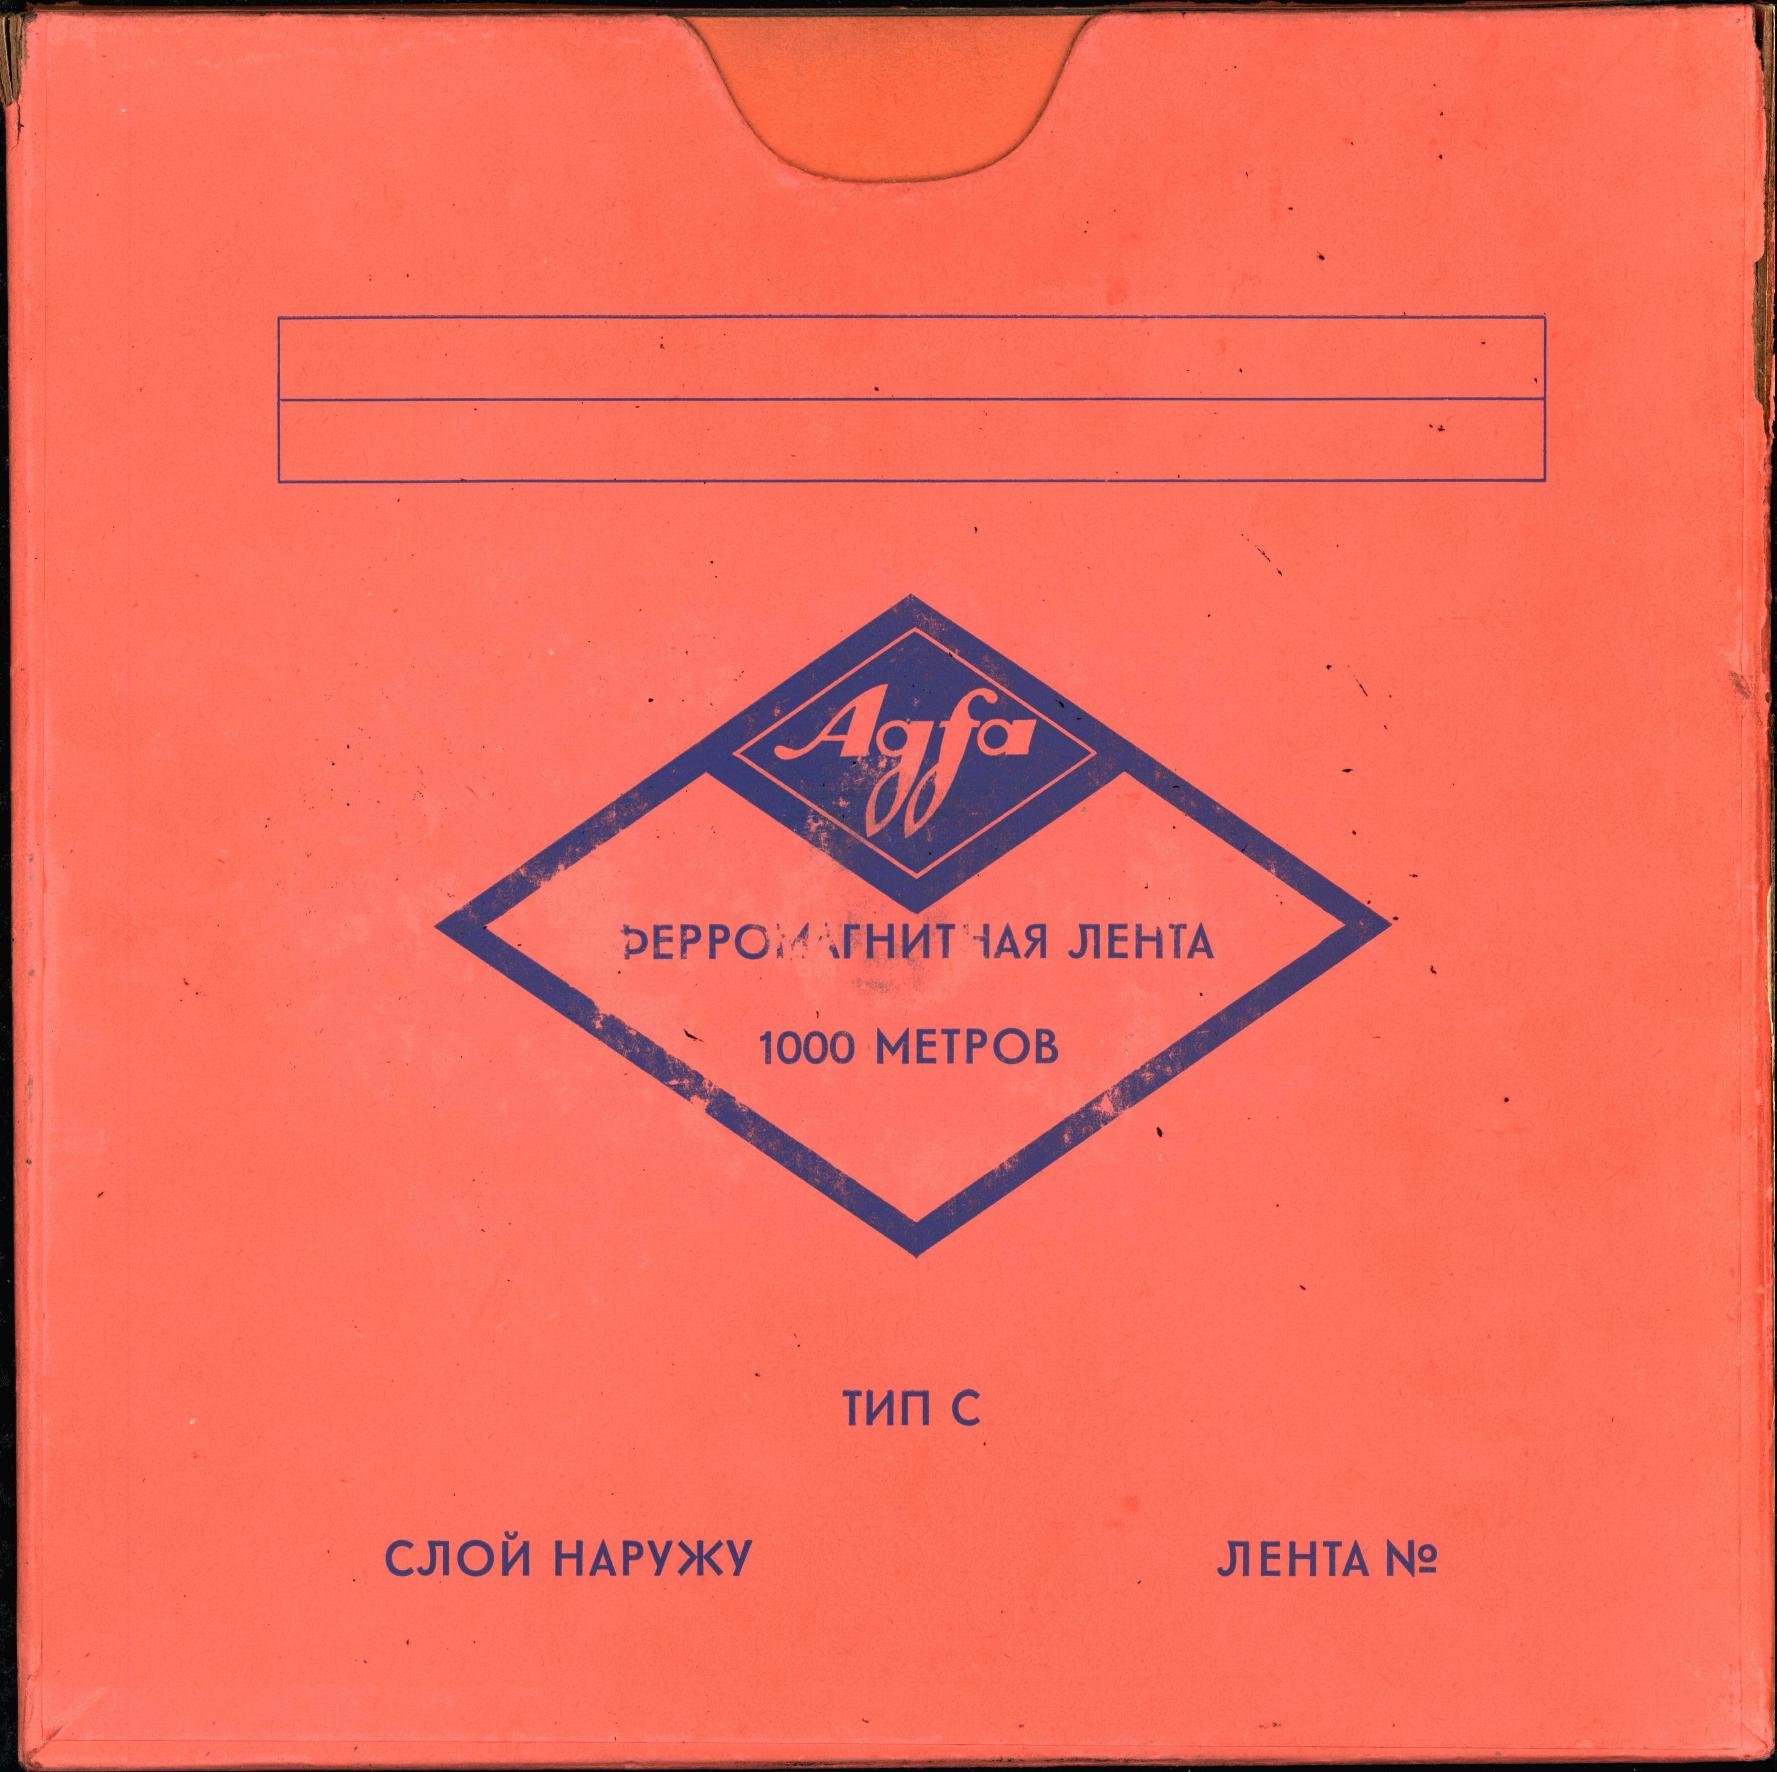 Agfa
ФЕРРОМАГНИТНАЯ ЛЕНТА
1000 МЕТРОВ
ТИП С
СЛОЙ НАРУЖУ
ЛЕНТА №